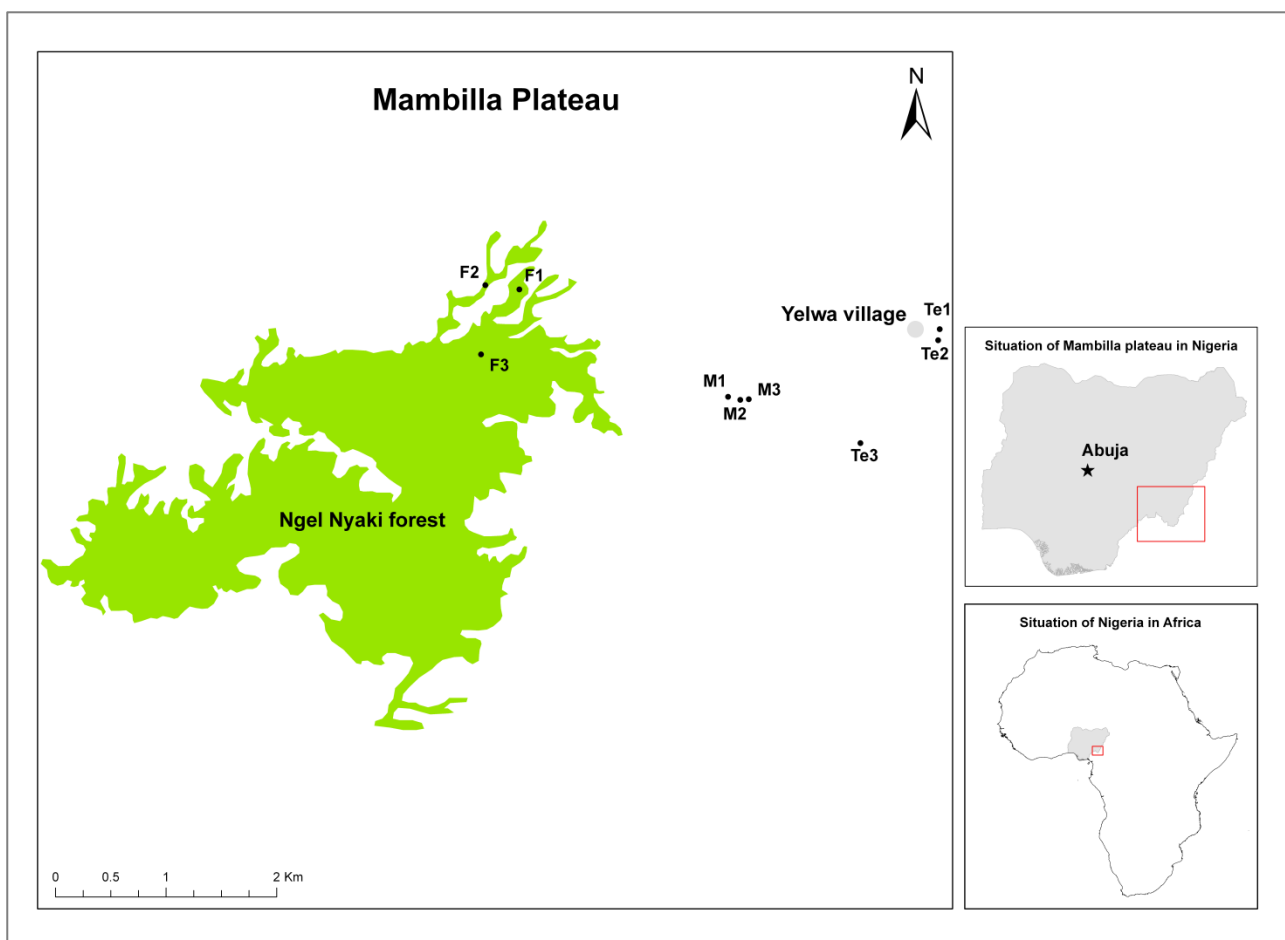 Mambilla Plateau
N
F2
F1
Te1
Yelwa village
Te2
F3
M1
M3
M2
Te3
Ngel Nyaki forest
0 0.5 1 2 Km
Situation of Mambilla plateau in Nigeria
Abuja
Situation of Nigeria in Africa